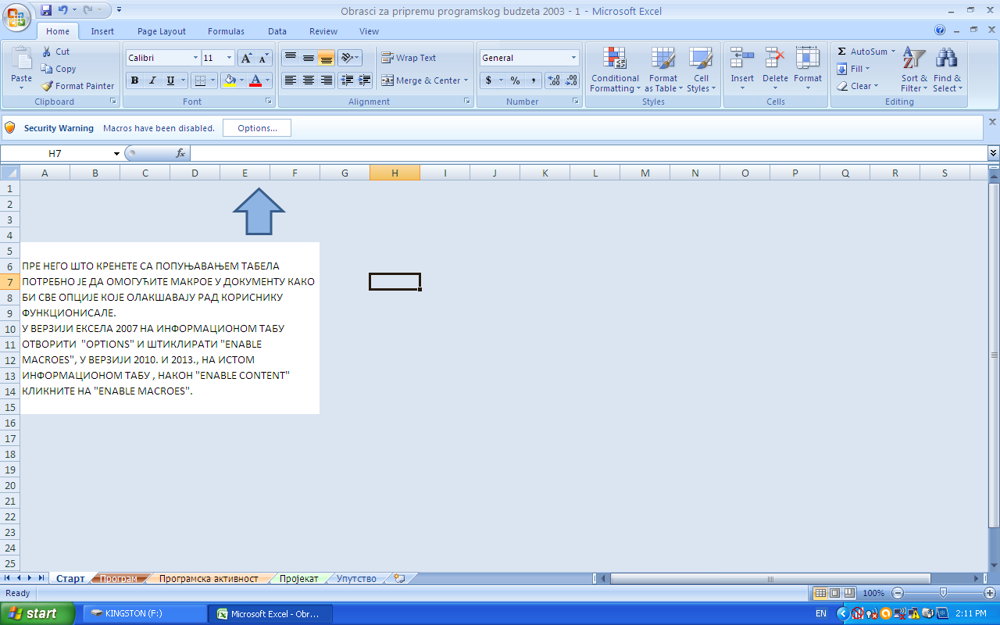 Obrasci za pripremu programskog budzeta 2003 - 1 - Microsoft Excel
Home Insert Page Layout Formulas Data Review View
Paste
Cut
Copy
Format Painter
Clipboard
Calibri 11
B I U A
Font
Wrap Text
Merge & Center
Alignment
General
$ % ,
Number
Conditional Formatting
Format as Table
Cell Styles
Styles
Insert Delete Format
Cells
AutoSum
Fill
Clear
Sort & Filter
Find & Select
Editing
Security Warning Macros have been disabled. Options...
H7 fx
A B C D E F G H I J K L M N O P Q R S
1
2
3
4
5
6
7
8
9
10
11
12
13
14
15
16
17
18
19
20
21
22
23
24
25
ПРЕ НЕГО ШТО КРЕНЕТЕ СА ПОПУЊАВАЊЕМ ТАБЕЛА
ПОТРЕБНО ЈЕ ДА ОМОГУЋИТЕ МАКРОЕ У ДОКУМЕНТУ КАКО
БИ СВЕ ОПЦИЈЕ КОЈЕ ОЛАКШАВАЈУ РАД КОРИСНИКУ
ФУНКЦИОНИСАЛЕ.
У ВЕРЗИЈИ ЕКСЕЛА 2007 НА ИНФОРМАЦИОНОМ ТАБУ
ОТВОРИТИ "OPTIONS" И ШТИКЛИРАТИ "ENABLE
MACROES", У ВЕРЗИЈИ 2010. И 2013., НА ИСТОМ
ИНФОРМАЦИОНОМ ТАБУ , НАКОН "ENABLE CONTENT"
КЛИКНИТЕ НА "ENABLE MACROES".
Старт Програм Програмска активност Пројекат Упутство
Ready 100%
start KINGSTON (F:) Microsoft Excel - Obr... EN 2:11 PM